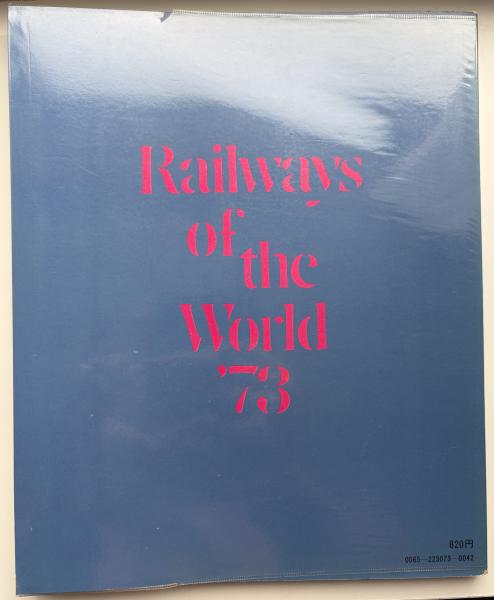 Railways
of
the
World
'73
820円
0065—223073—0042